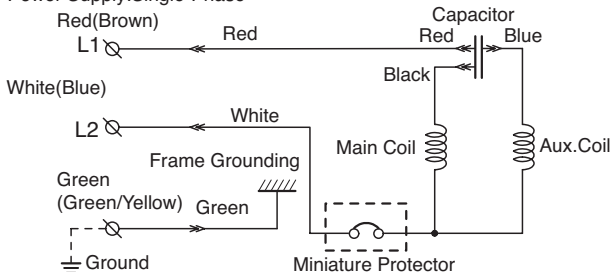 Power Supply:Single Phase
Red(Brown)
Capacitor
L1
Red
Red
Blue
Black
White(Blue)
L2
White
Main Coil
Aux.Coil
Frame Grounding
Green
(Green/Yellow)
Green
Ground
Miniature Protector